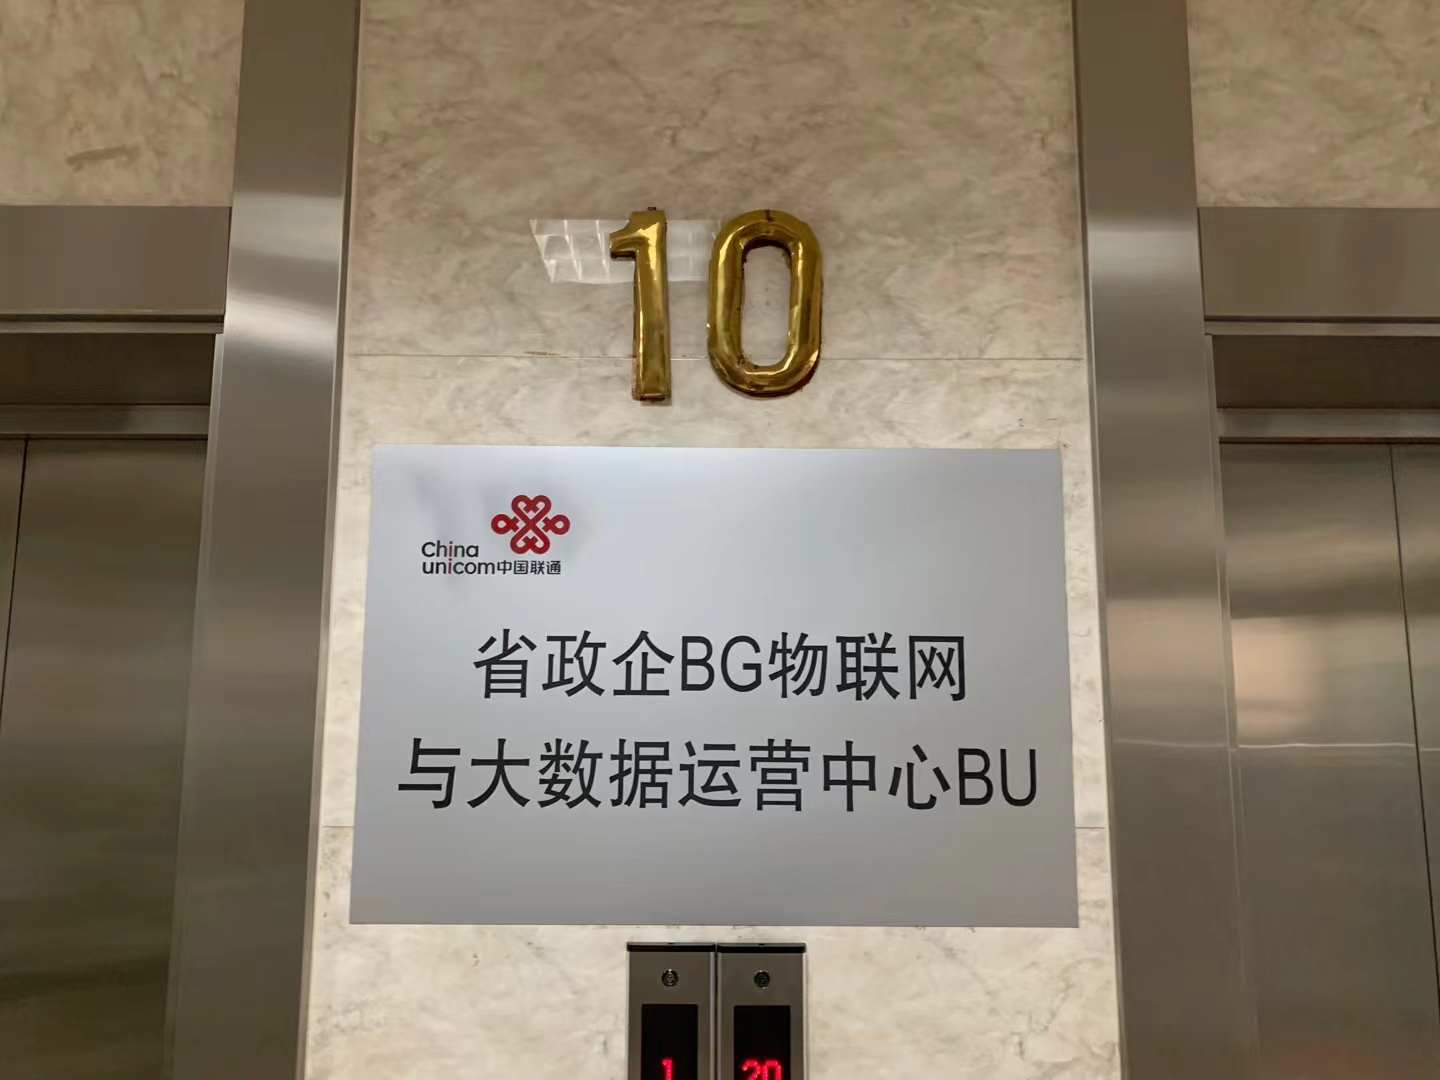 10
China
unicom中国联通
省政企BG物联网
与大数据运营中心BU
1 20